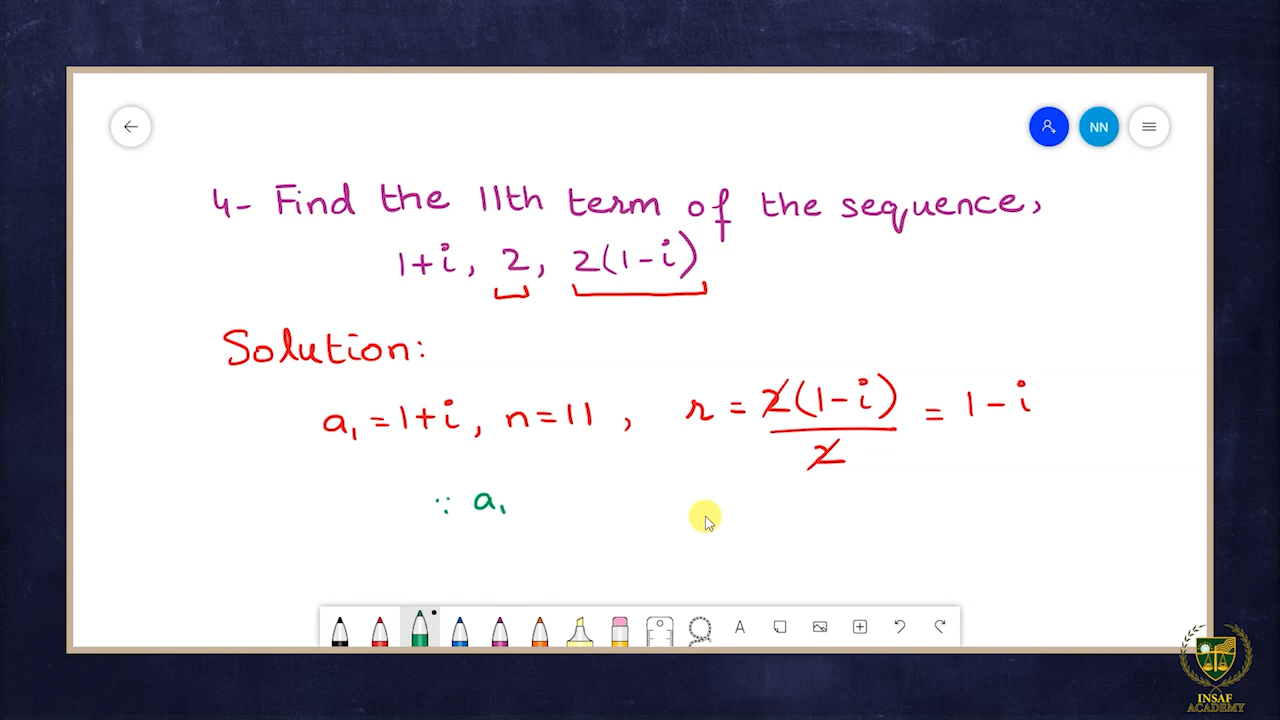 NN
4- Find the 11th term of the sequence,
1+i, 2, 2(1-i)
Solution:
a₁ = 1+i, n = 11, r = 2(1-i)/2 = 1-i
∵ a₁
A
INSAF
ACADEMY